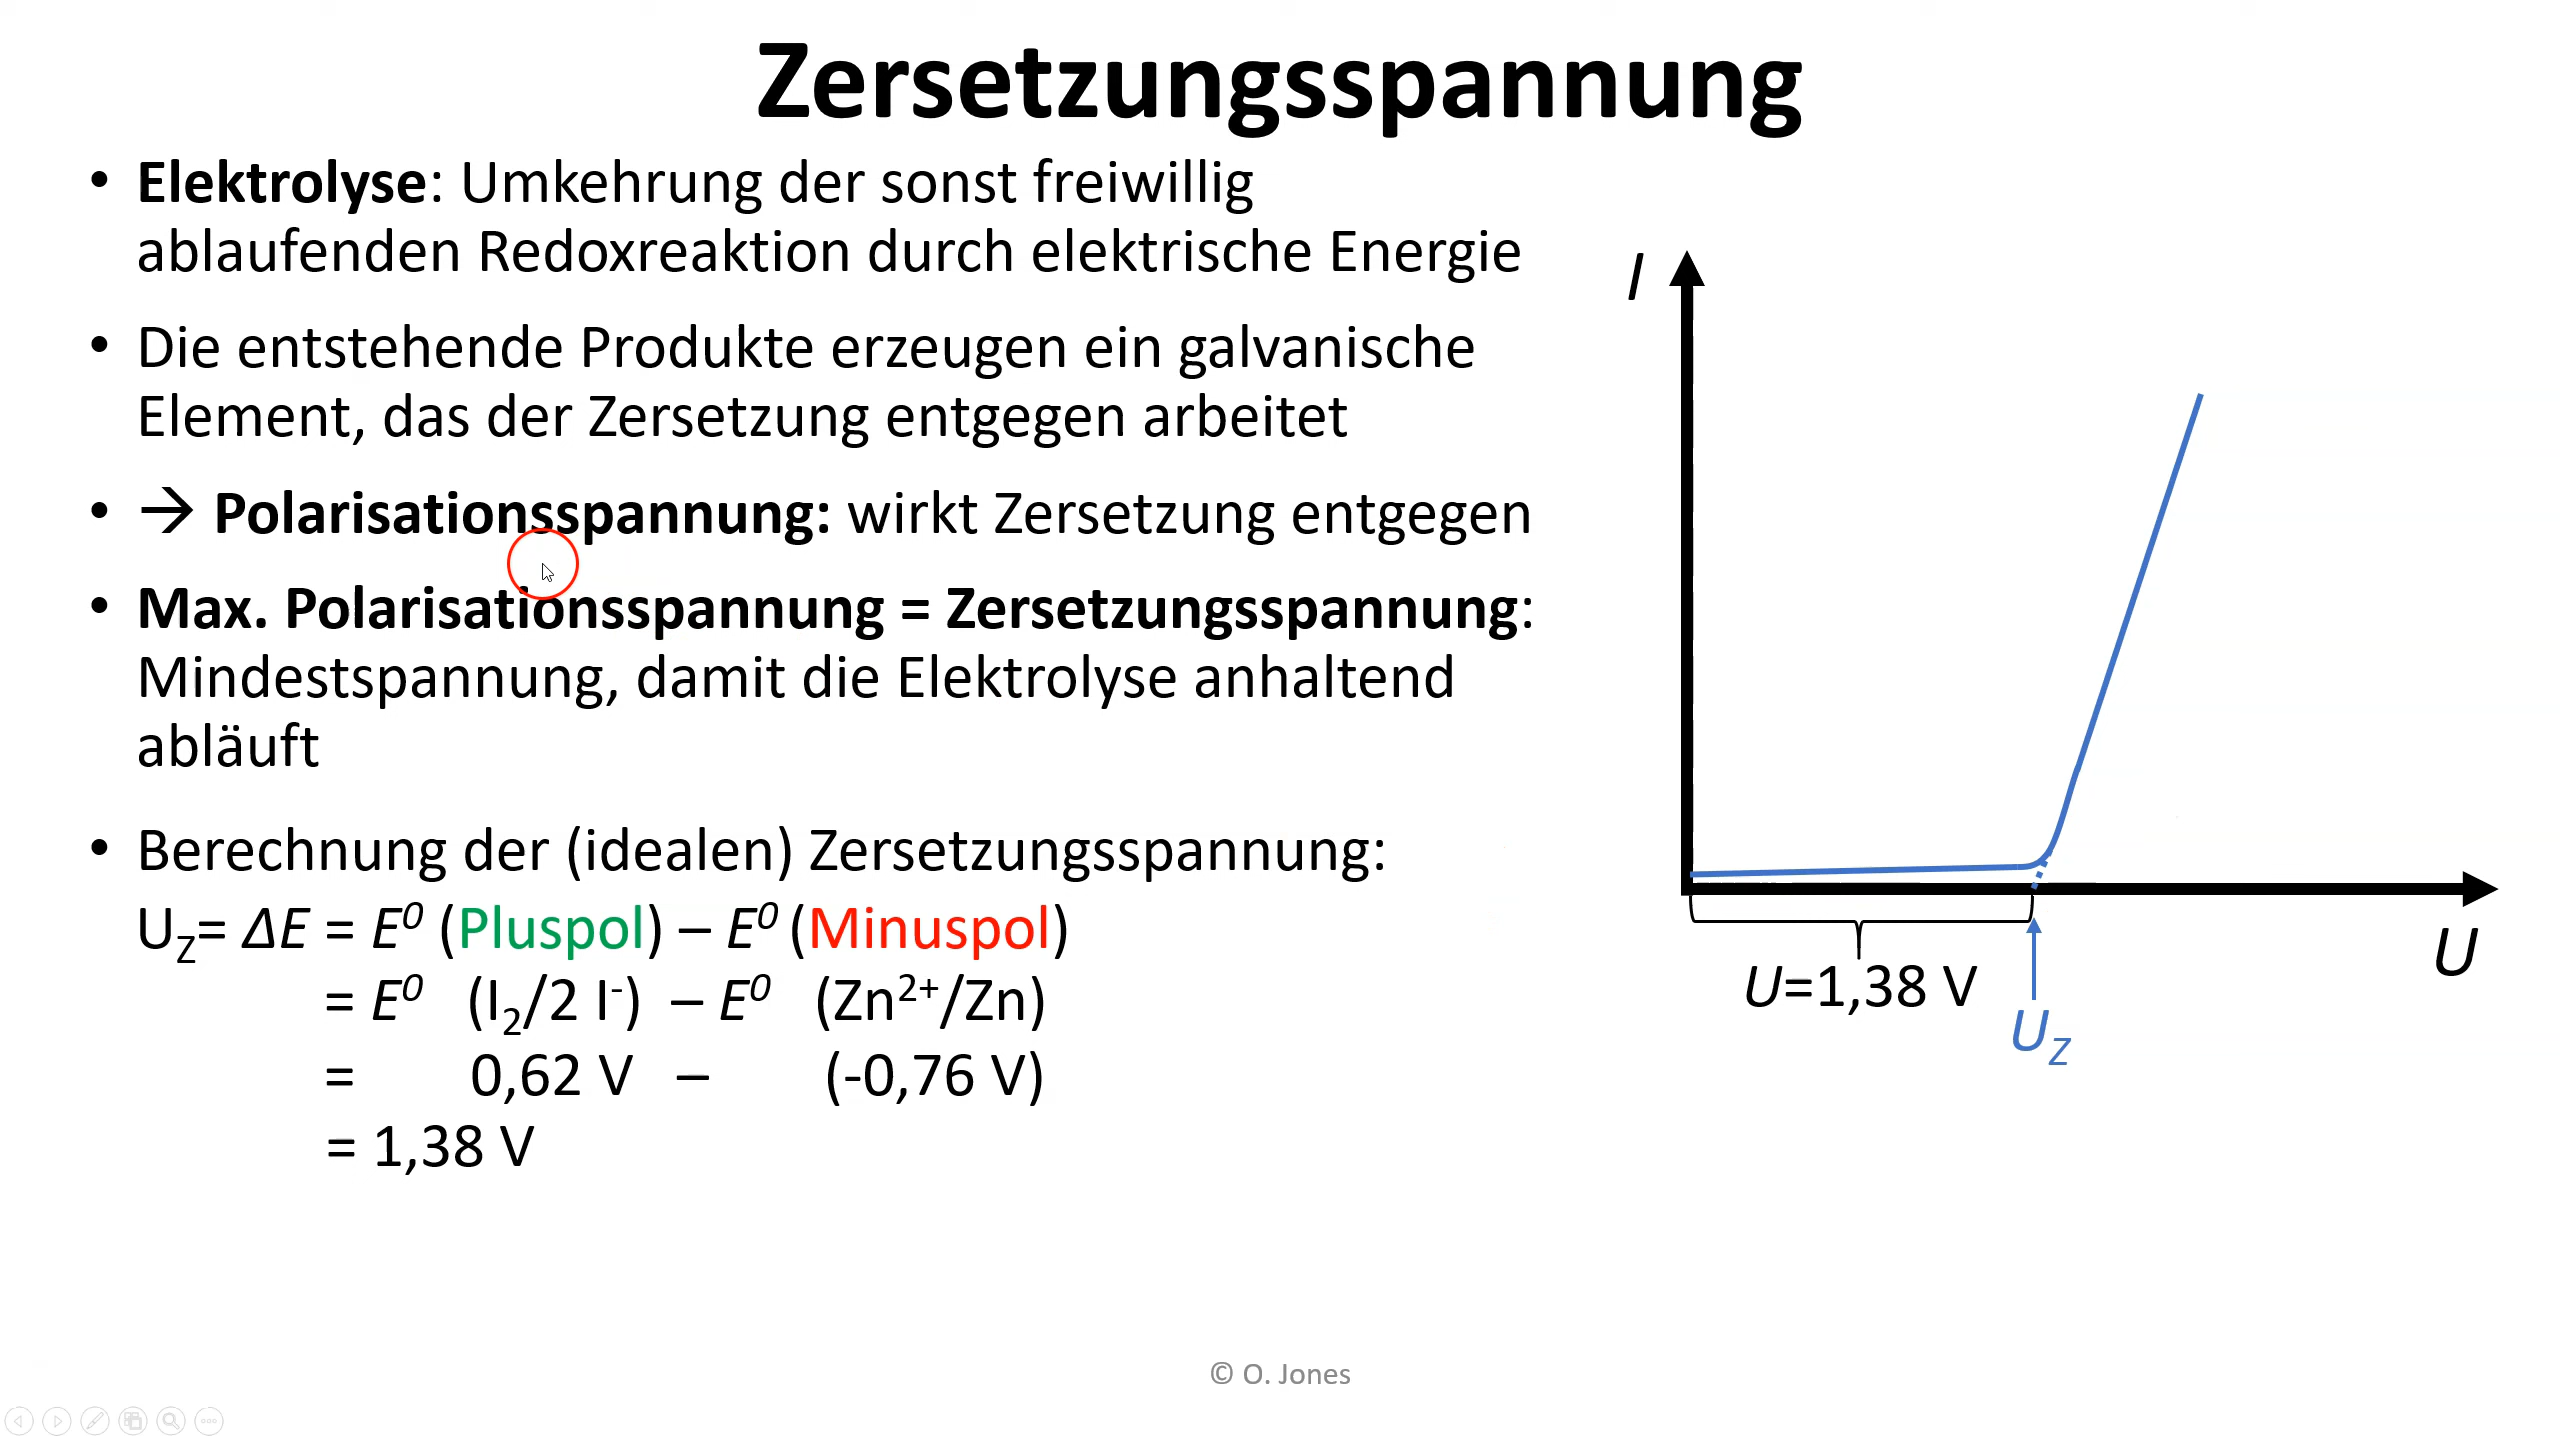 Zersetzungsspannung
• Elektrolyse: Umkehrung der sonst freiwillig
ablaufenden Redoxreaktion durch elektrische Energie
• Die entstehende Produkte erzeugen ein galvanische
Element, das der Zersetzung entgegen arbeitet
• → Polarisationsspannung: wirkt Zersetzung entgegen
• Max. Polarisationsspannung = Zersetzungsspannung:
Mindestspannung, damit die Elektrolyse anhaltend
abläuft
• Berechnung der (idealen) Zersetzungsspannung:
U_Z= ΔE = E⁰ (Pluspol) – E⁰ (Minuspol)
= E⁰ (I₂/2 I⁻) – E⁰ (Zn²⁺/Zn)
= 0,62 V – (-0,76 V)
= 1,38 V
I
U
U=1,38 V
U_Z
© O. Jones